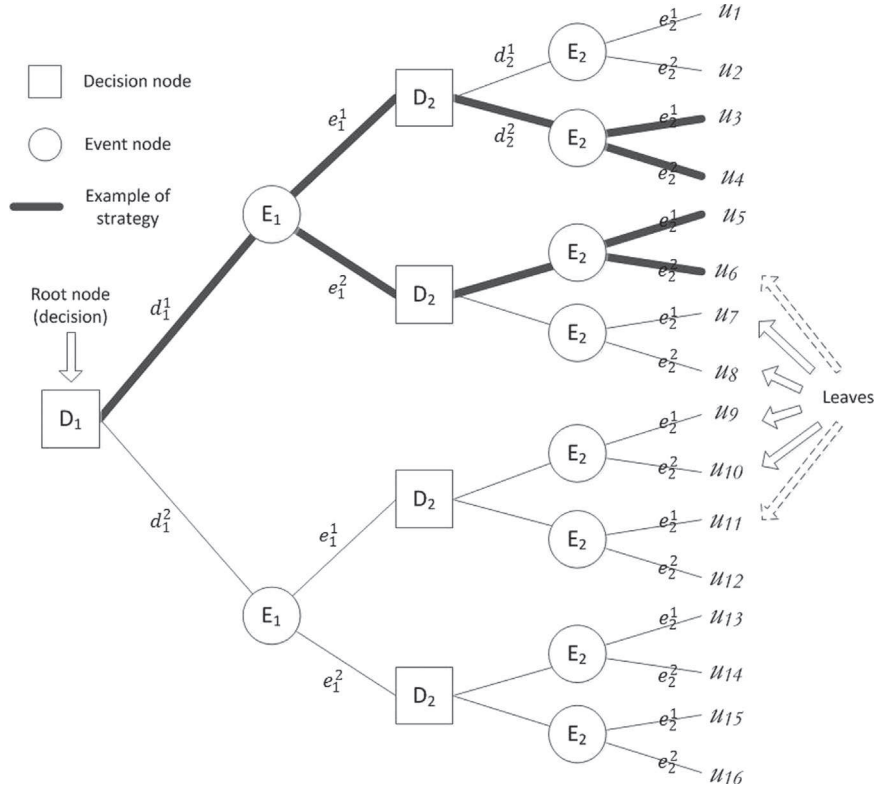 Decision node
Event node
Example of
strategy
Root node
(decision)
D₁
d₁¹
d₁²
E₁
e₁¹
e₁²
E₁
e₁¹
e₁²
D₂
d₂¹
d₂²
D₂
D₂
D₂
E₂
e₂¹ u₁
e₂² u₂
E₂
e₂¹ u₃
e₂² u₄
E₂
e₂¹ u₅
e₂² u₆
E₂
e₂¹ u₇
e₂² u₈
E₂
e₂¹ u₉
e₂² u₁₀
E₂
e₂¹ u₁₁
e₂² u₁₂
E₂
e₂¹ u₁₃
e₂² u₁₄
E₂
e₂¹ u₁₅
e₂² u₁₆
Leaves